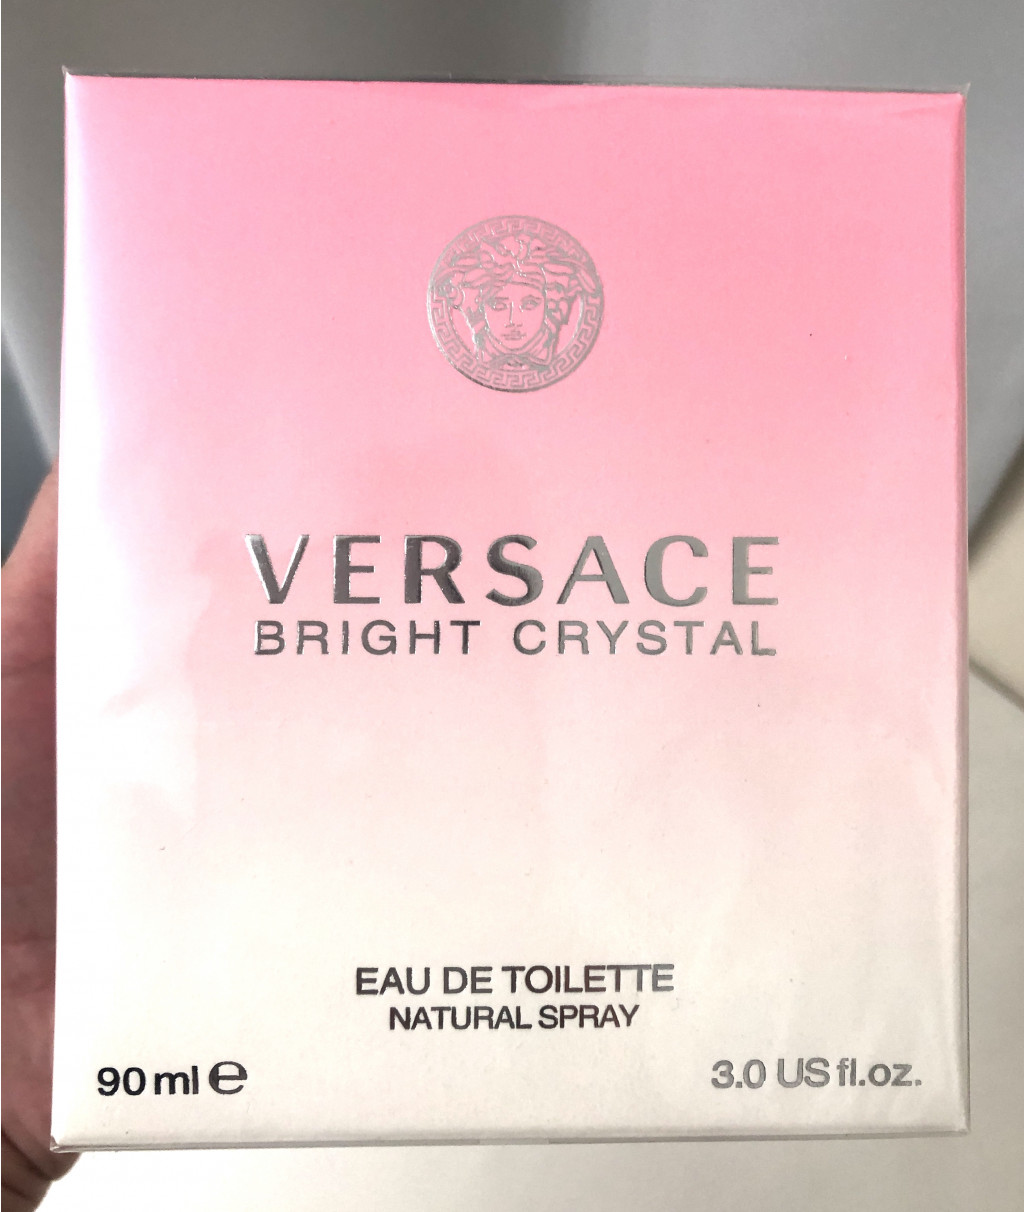 VERSACE
BRIGHT CRYSTAL
EAU DE TOILETTE
NATURAL SPRAY
90 ml ℮ 3.0 US fl.oz.